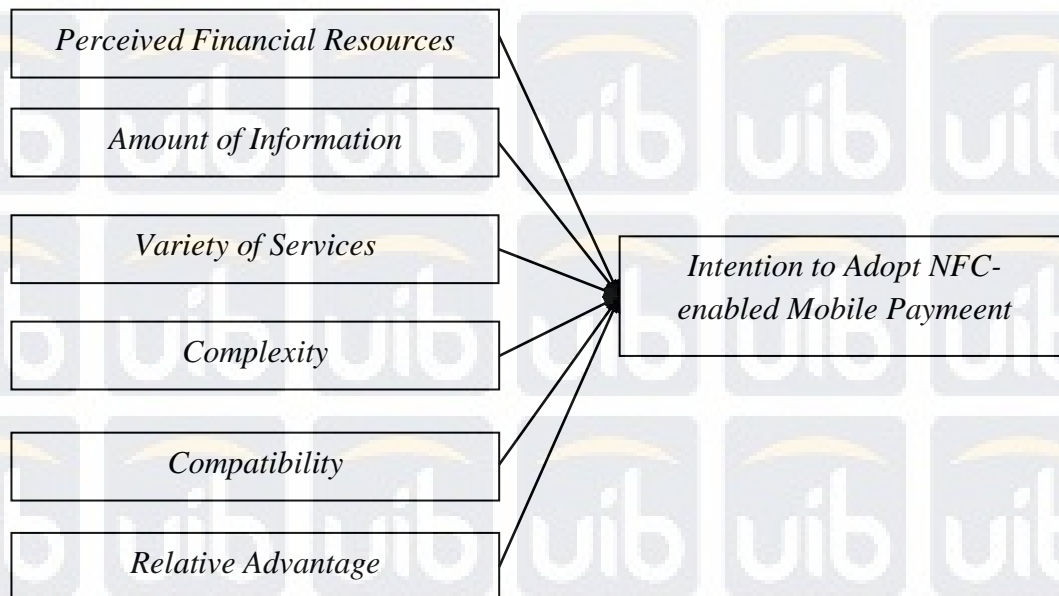 Perceived Financial Resources
Amount of Information
Variety of Services
Complexity
Compatibility
Relative Advantage
Intention to Adopt NFC-
enabled Mobile Paymeent
uib